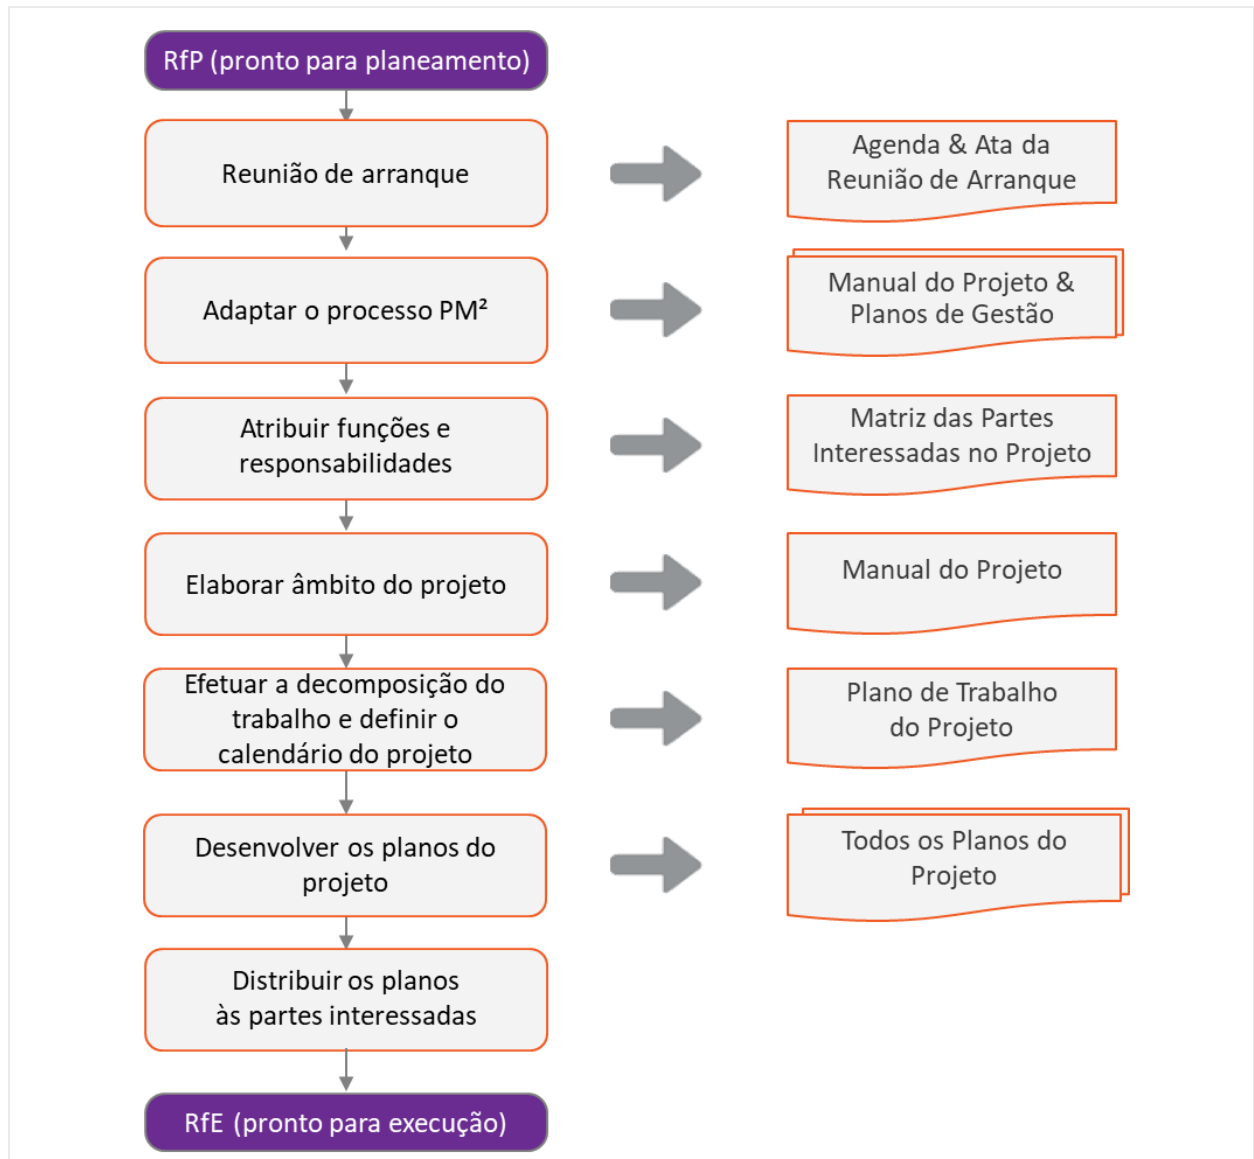 RfP (pronto para planeamento)
Reunião de arranque
Agenda & Ata da
Reunião de Arranque
Adaptar o processo PM²
Manual do Projeto &
Planos de Gestão
Atribuir funções e
responsabilidades
Matriz das Partes
Interessadas no Projeto
Elaborar âmbito do projeto
Manual do Projeto
Efetuar a decomposição do
trabalho e definir o
calendário do projeto
Plano de Trabalho
do Projeto
Desenvolver os planos do
projeto
Todos os Planos do
Projeto
Distribuir os planos
às partes interessadas
RfE (pronto para execução)